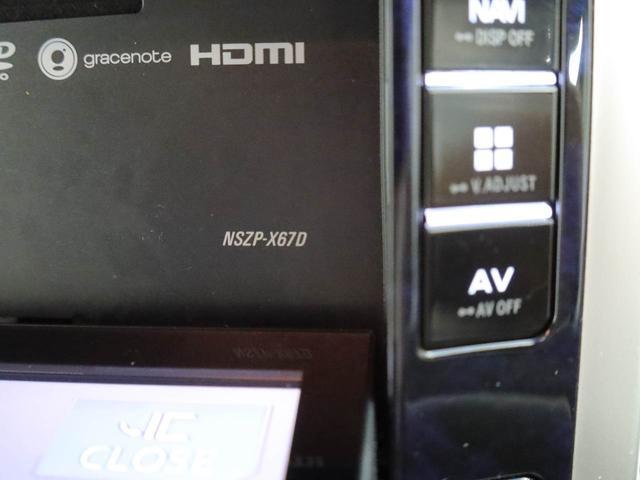 gracenote HDMI
NAVI
DISP OFF
V.ADJUST
NSZP-X67D
AV
AV OFF
CLOSE